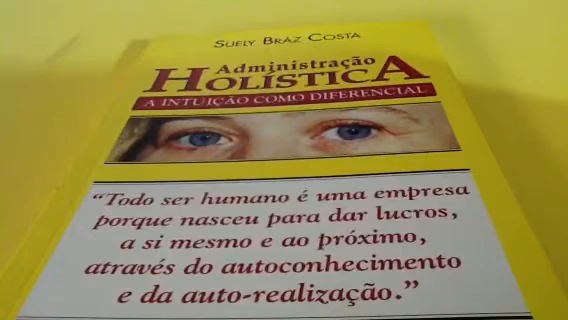 SUELY BRAZ COSTA
Administração
HOLÍSTICA
A INTUIÇÃO COMO DIFERENCIAL
“Todo ser humano é uma empresa
porque nasceu para dar lucros,
a si mesmo e ao próximo,
através do autoconhecimento
e da auto-realização.”